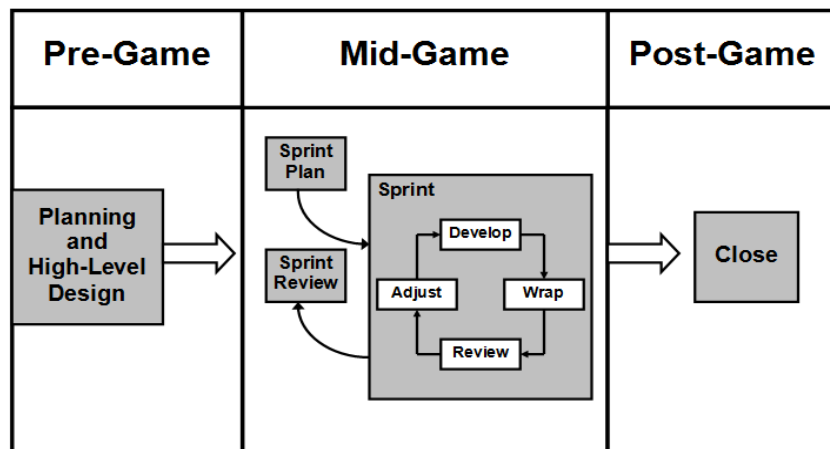 Pre-Game
Mid-Game
Post-Game
Planning
and
High-Level
Design
Sprint
Plan
Sprint
Review
Sprint
Develop
Adjust
Wrap
Review
Close